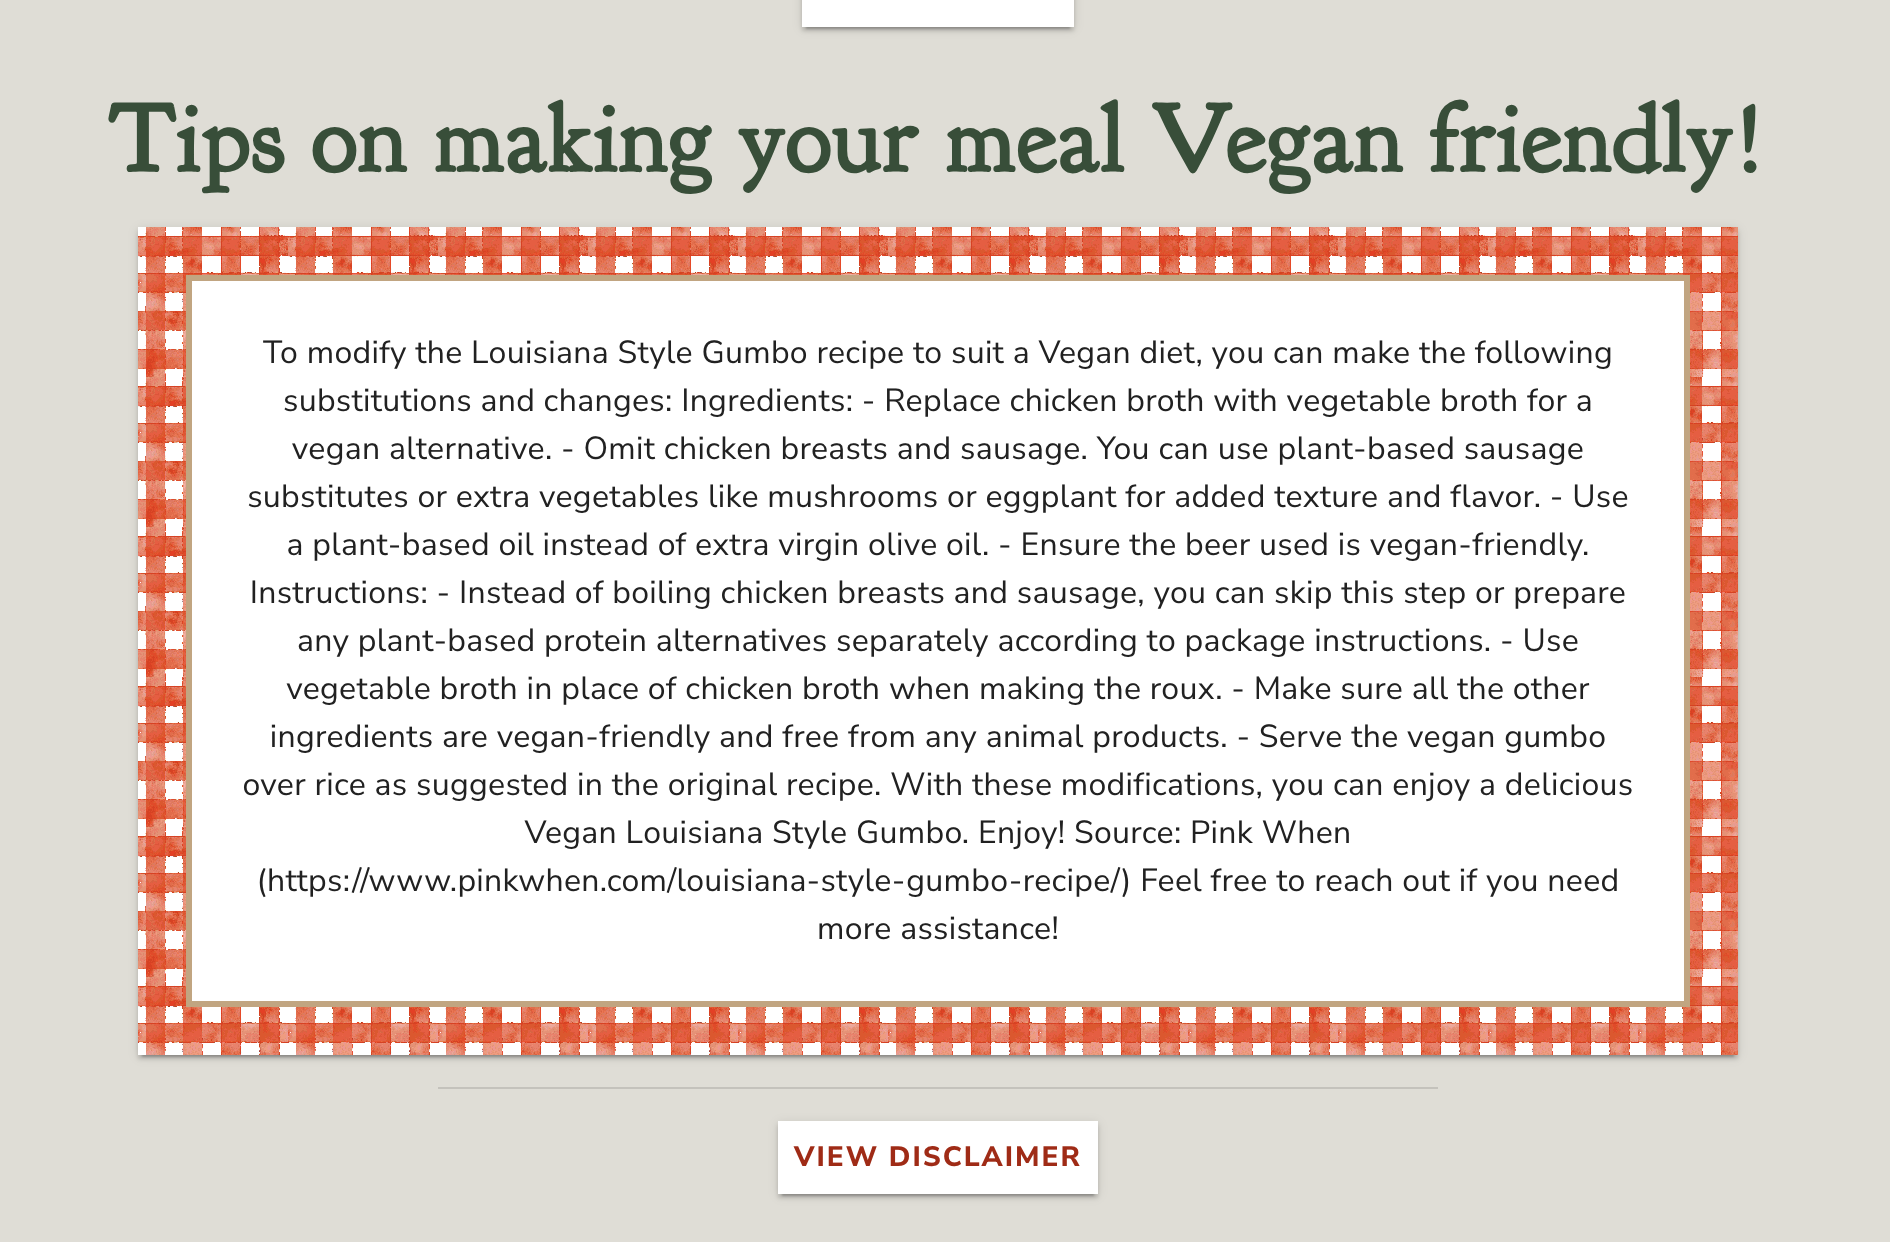 Tips on making your meal Vegan friendly!
To modify the Louisiana Style Gumbo recipe to suit a Vegan diet, you can make the following
substitutions and changes: Ingredients: - Replace chicken broth with vegetable broth for a
vegan alternative. - Omit chicken breasts and sausage. You can use plant-based sausage
substitutes or extra vegetables like mushrooms or eggplant for added texture and flavor. - Use
a plant-based oil instead of extra virgin olive oil. - Ensure the beer used is vegan-friendly.
Instructions: - Instead of boiling chicken breasts and sausage, you can skip this step or prepare
any plant-based protein alternatives separately according to package instructions. - Use
vegetable broth in place of chicken broth when making the roux. - Make sure all the other
ingredients are vegan-friendly and free from any animal products. - Serve the vegan gumbo
over rice as suggested in the original recipe. With these modifications, you can enjoy a delicious
Vegan Louisiana Style Gumbo. Enjoy! Source: Pink When
(https://www.pinkwhen.com/louisiana-style-gumbo-recipe/) Feel free to reach out if you need
more assistance!
VIEW DISCLAIMER